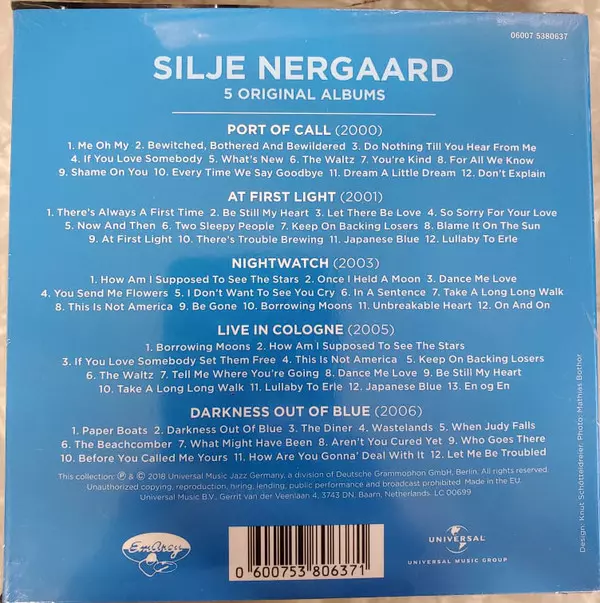 06007 5380637
SILJE NERGAARD
5 ORIGINAL ALBUMS
PORT OF CALL (2000)
1. Me Oh My 2. Bewitched, Bothered And Bewildered 3. Do Nothing Till You Hear From Me
4. If You Love Somebody 5. What's New 6. The Waltz 7. You're Kind 8. For All We Know
9. Shame On You 10. Every Time We Say Goodbye 11. Dream A Little Dream 12. Don't Explain
AT FIRST LIGHT (2001)
1. There's Always A First Time 2. Be Still My Heart 3. Let There Be Love 4. So Sorry For Your Love
5. Now And Then 6. Two Sleepy People 7. Keep On Backing Losers 8. Blame It On The Sun
9. At First Light 10. There's Trouble Brewing 11. Japanese Blue 12. Lullaby To Erle
NIGHTWATCH (2003)
1. How Am I Supposed To See The Stars 2. Once I Held A Moon 3. Dance Me Love
4. You Send Me Flowers 5. I Don't Want To See You Cry 6. In A Sentence 7. Take A Long Long Walk
8. This Is Not America 9. Be Gone 10. Borrowing Moons 11. Unbreakable Heart 12. On And On
LIVE IN COLOGNE (2005)
1. Borrowing Moons 2. How Am I Supposed To See The Stars
3. If You Love Somebody Set Them Free 4. This Is Not America 5. Keep On Backing Losers
6. The Waltz 7. Tell Me Where You're Going 8. Dance Me Love 9. Be Still My Heart
10. Take A Long Long Walk 11. Lullaby To Erle 12. Japanese Blue 13. En og En
DARKNESS OUT OF BLUE (2006)
1. Paper Boats 2. Darkness Out Of Blue 3. The Diner 4. Wastelands 5. When Judy Falls
6. The Beachcomber 7. What Might Have Been 8. Aren't You Cured Yet 9. Who Goes There
10. Before You Called Me Yours 11. How Are You Gonna' Deal With It 12. Let Me Be Troubled
This collection: ℗ & © 2018 Universal Music Jazz Germany, a division of Deutsche Grammophon GmbH, Berlin. All rights reserved.
Unauthorized copying, reproduction, hiring, lending, public performance and broadcast prohibited. Made in the EU.
Universal Music B.V., Gerrit van der Veenlaan 4, 3743 DN, Baarn, Netherlands. LC 00699
Design: Knut Schötteldreier. Photo: Mathias Bothor
EmArcy
0 600753 806371
UNIVERSAL
UNIVERSAL MUSIC GROUP